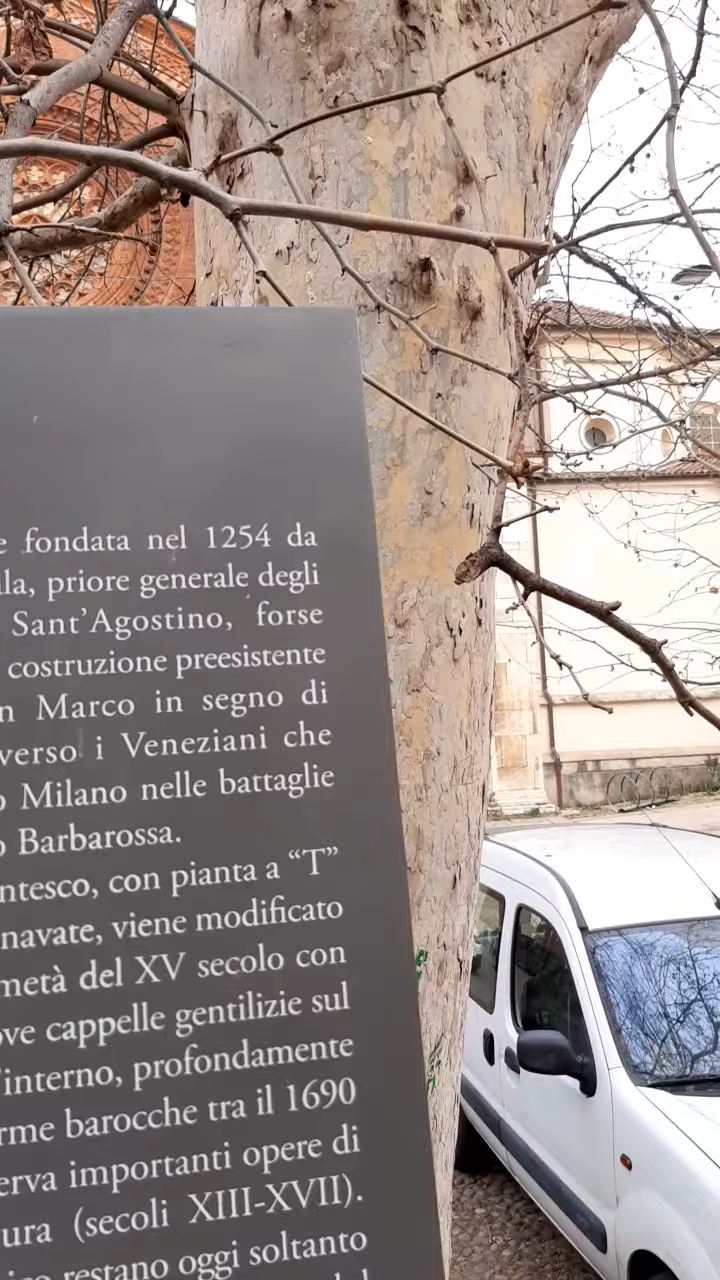 e fondata nel 1254 da
la, priore generale degli
Sant'Agostino, forse
costruzione preesistente
n Marco in segno di
verso i Veneziani che
o Milano nelle battaglie
o Barbarossa.
ntesco, con pianta a “T”
navate, viene modificato
metà del XV secolo con
ove cappelle gentilizie sul
'interno, profondamente
rme barocche tra il 1690
erva importanti opere di
ura (secoli XIII-XVII).
restano oggi soltanto